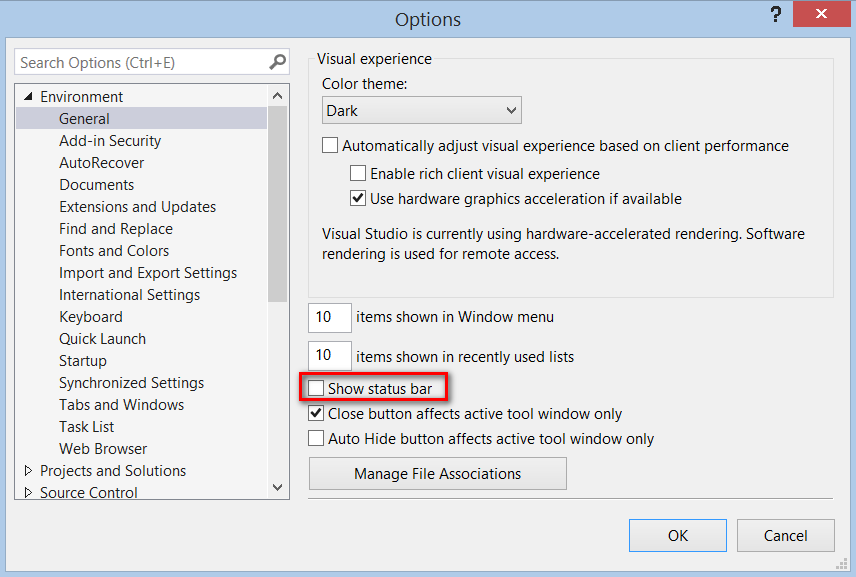 Options
?
Search Options (Ctrl+E)
Environment
General
Add-in Security
AutoRecover
Documents
Extensions and Updates
Find and Replace
Fonts and Colors
Import and Export Settings
International Settings
Keyboard
Quick Launch
Startup
Synchronized Settings
Tabs and Windows
Task List
Web Browser
Projects and Solutions
Source Control
Visual experience
Color theme:
Dark
Automatically adjust visual experience based on client performance
Enable rich client visual experience
Use hardware graphics acceleration if available
Visual Studio is currently using hardware-accelerated rendering. Software
rendering is used for remote access.
10 items shown in Window menu
10 items shown in recently used lists
Show status bar
Close button affects active tool window only
Auto Hide button affects active tool window only
Manage File Associations
OK
Cancel